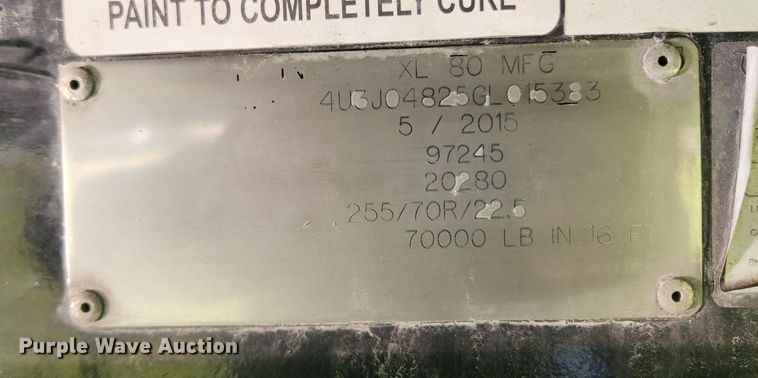 PAINT TO COMPLETELY CURE
XL 80 MFG
4U3J04825GL015383
5 / 2015
97245
20280
255/70R/22.5
70000 LB IN 16 F
Purple Wave Auction